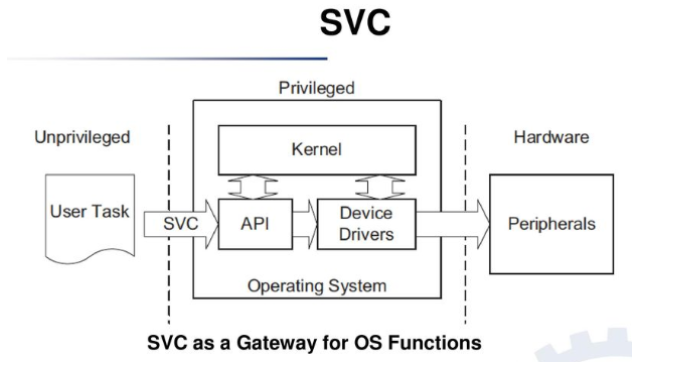 SVC
Privileged
Unprivileged
Hardware
Kernel
User Task
SVC
API
Device
Drivers
Peripherals
Operating System
SVC as a Gateway for OS Functions